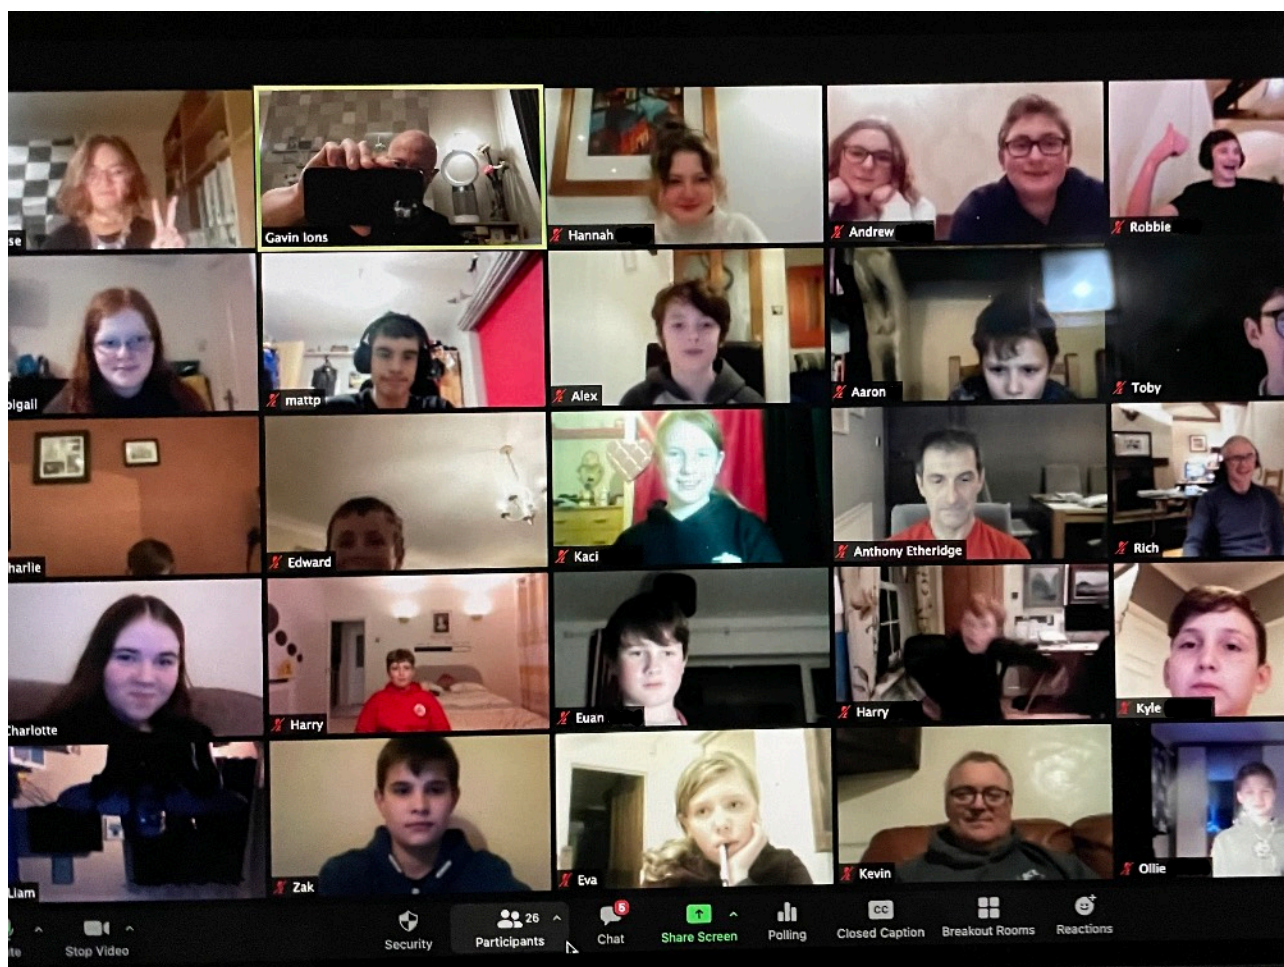 se
Gavin Ions
Hannah
Andrew
Robbie
bigail
mattp
Alex
Aaron
Toby
harlie
Edward
Kaci
Anthony Etheridge
Rich
Charlotte
Harry
Euan
Harry
Kyle
Liam
Zak
Eva
Kevin
Ollie
te
Stop Video
Security
26
Participants
5
Chat
Share Screen
Polling
CC
Closed Caption
Breakout Rooms
Reactions